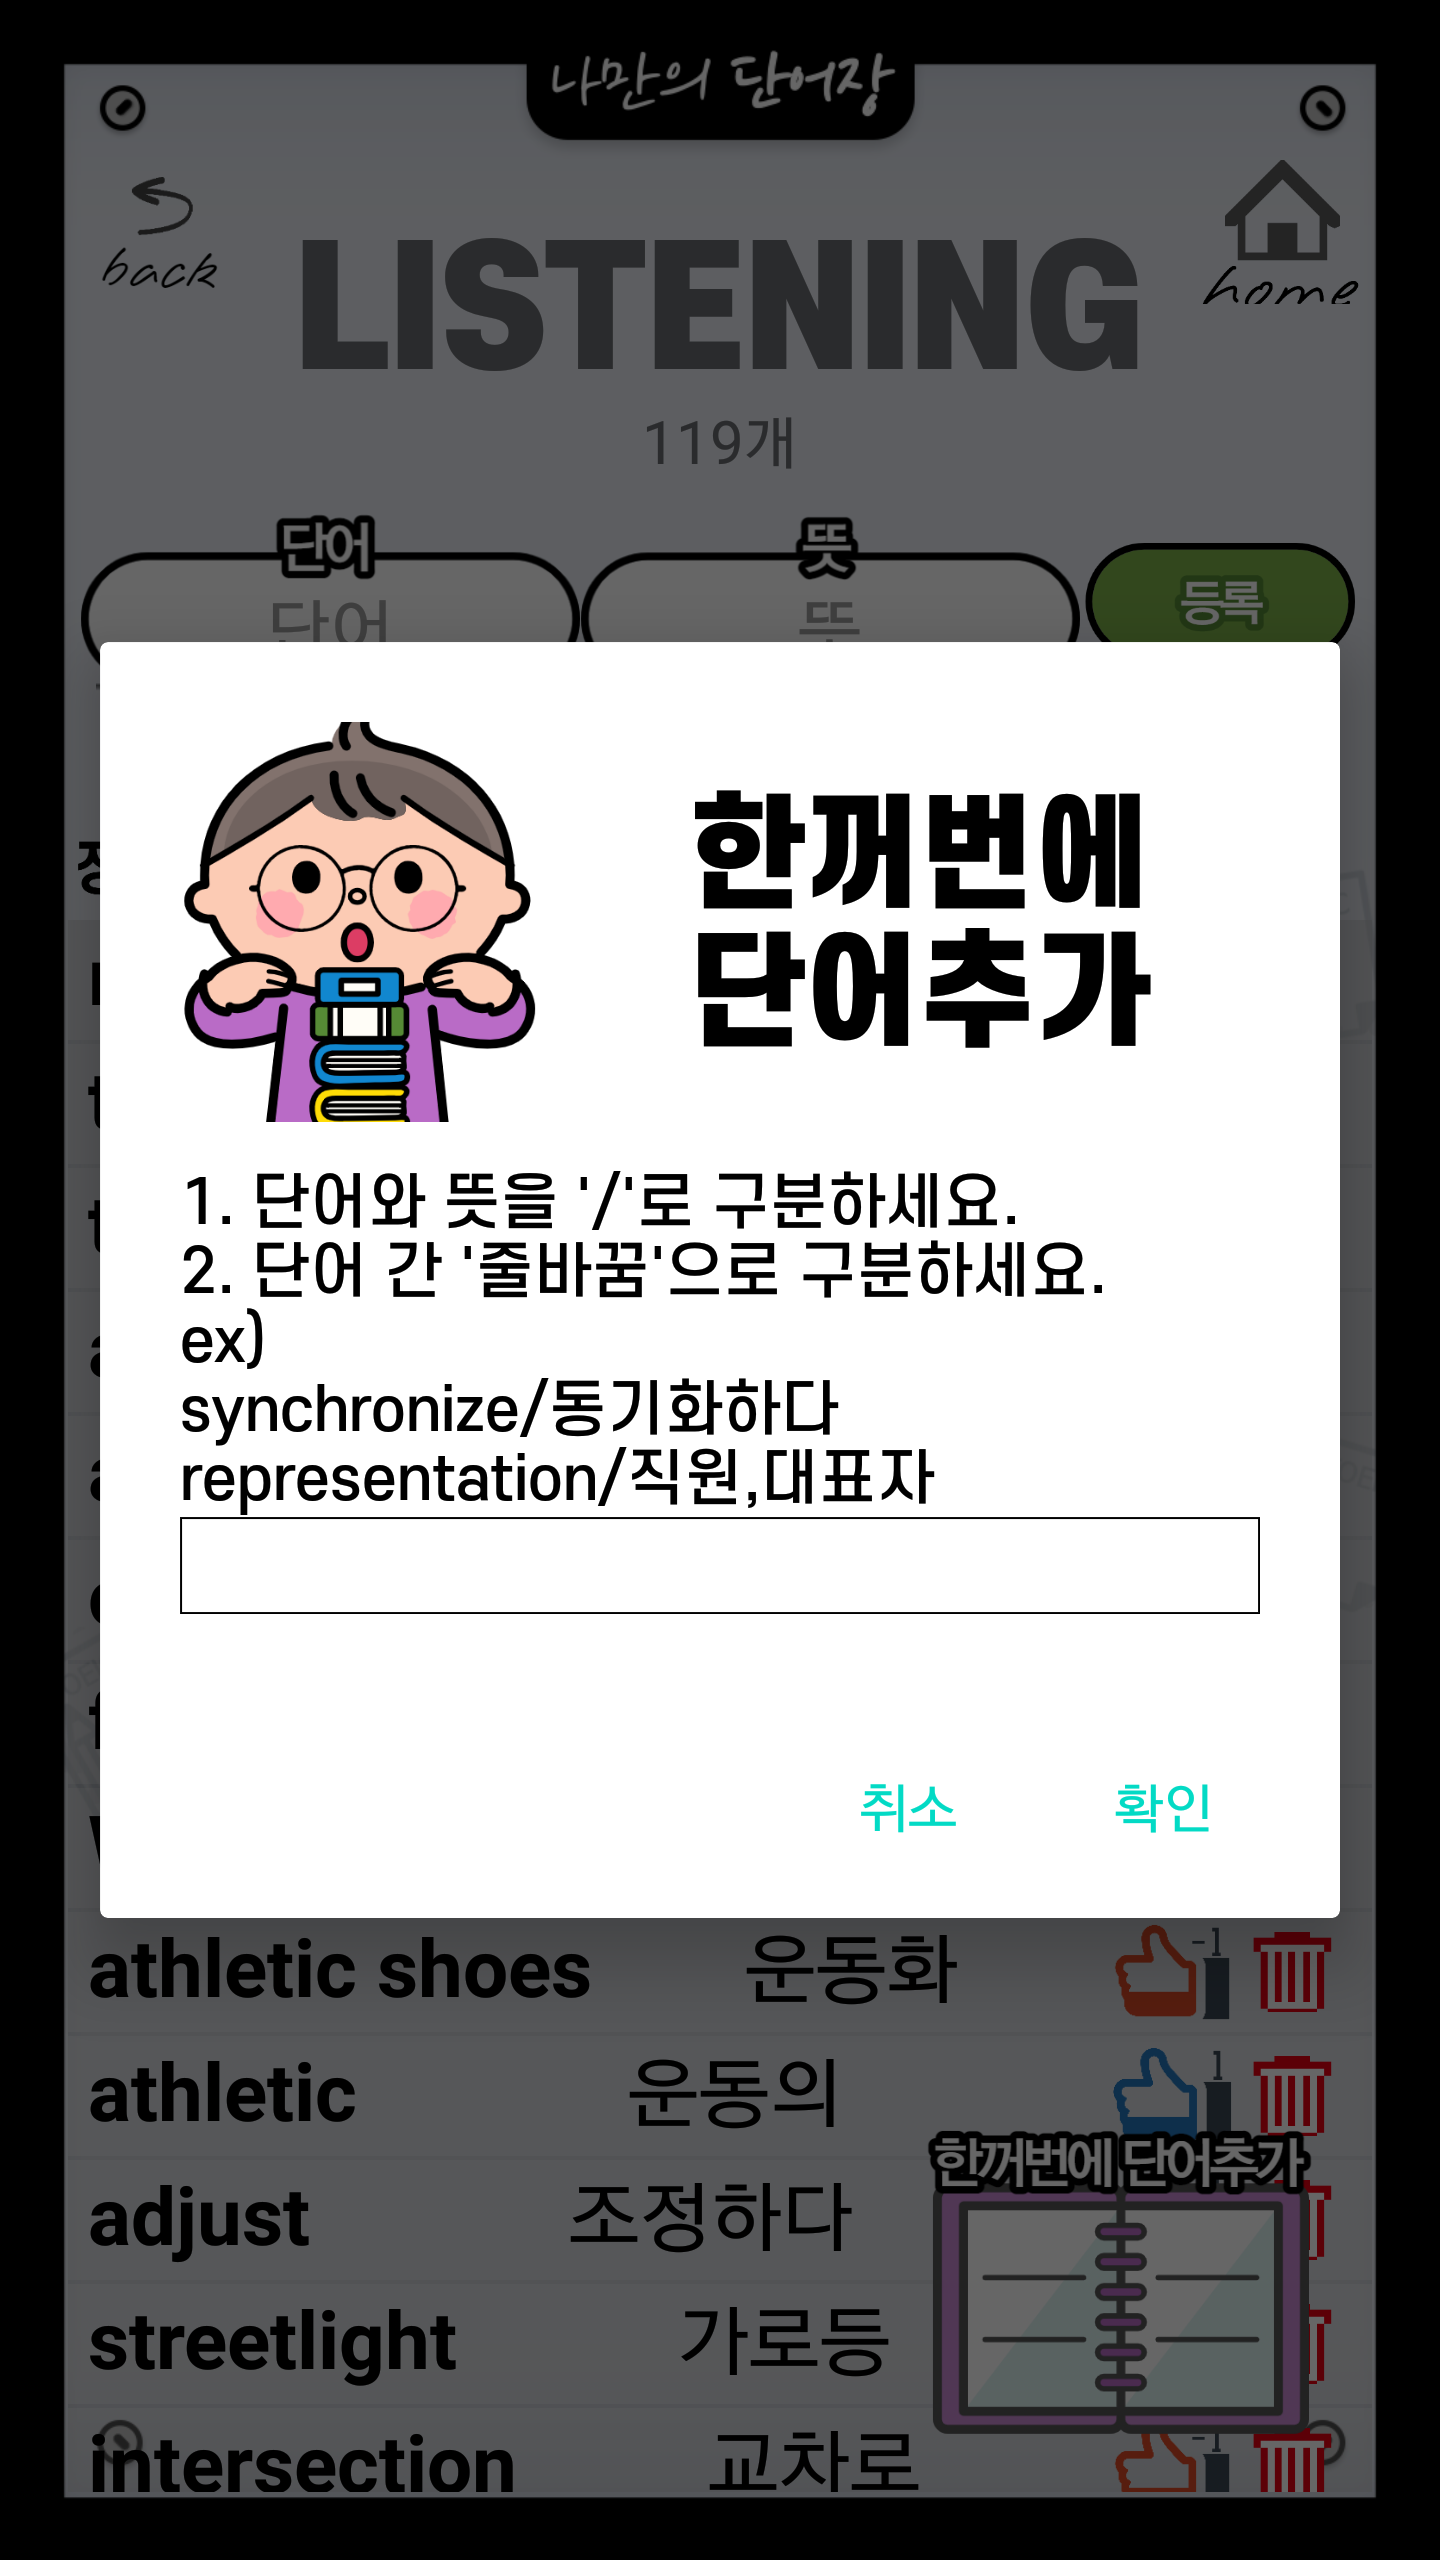 나만의 단어장
back
home
LISTENING
119개
단어
뜻
등록
단어
뜻
한꺼번에
단어추가
1. 단어와 뜻을 '/'로 구분하세요.
2. 단어 간 '줄바꿈'으로 구분하세요.
ex)
synchronize/동기화하다
representation/직원,대표자
취소
확인
athletic shoes 운동화 -1
athletic 운동의 1
한꺼번에 단어추가
adjust 조정하다
streetlight 가로등
intersection 교차로